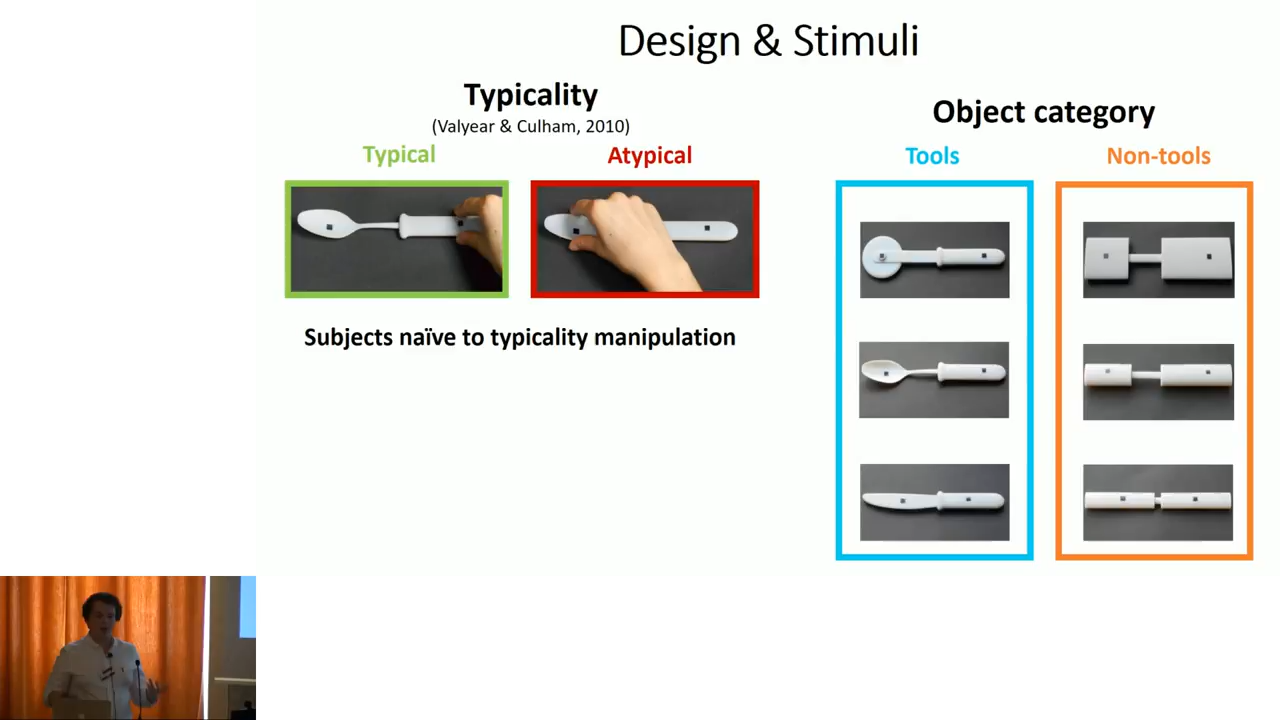 Design & Stimuli
Typicality
(Valyear & Culham, 2010)
Typical
Atypical
Subjects naïve to typicality manipulation
Object category
Tools
Non-tools